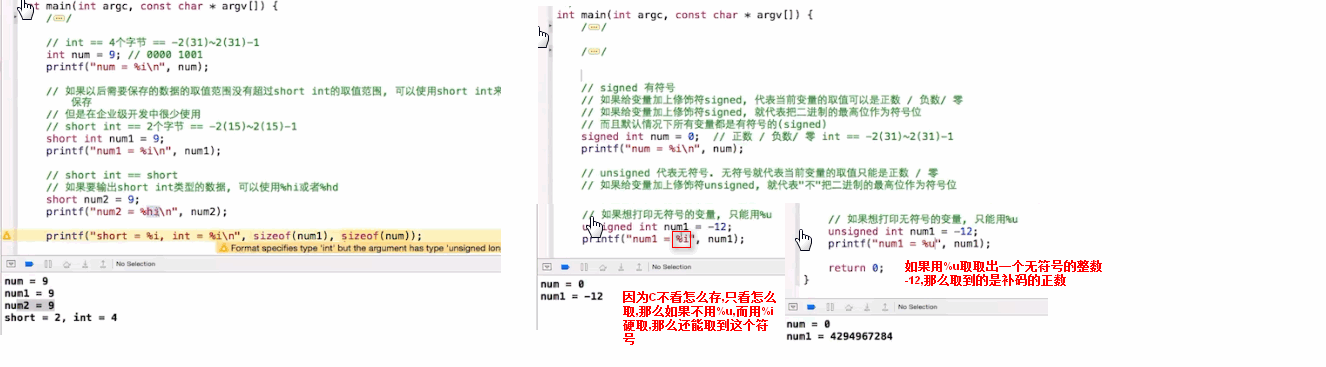 int main(int argc, const char * argv[]) {
/*…*/
// int == 4个字节 == -2(31)~2(31)-1
int num = 9; // 0000 1001
printf("num = %i\n", num);
// 如果以后需要保存的数据的取值范围没有超过short int的取值范围, 可以使用short int来
保存
// 但是在企业级开发中很少使用
// short int == 2个字节 == -2(15)~2(15)-1
short int num1 = 9;
printf("num1 = %i\n", num1);
// short int == short
// 如果要输出short int类型的数据, 可以使用%hi或者%hd
short num2 = 9;
printf("num2 = %hi\n", num2);
printf("short = %i, int = %i\n", sizeof(num1), sizeof(num));
Format specifies type 'int' but the argument has type 'unsigned lon
No Selection
num = 9
num1 = 9
num2 = 9
short = 2, int = 4
int main(int argc, const char * argv[]) {
/*…*/
/*…*/
// signed 有符号
// 如果给变量加上修饰符signed, 代表当前变量的取值可以是正数 / 负数/ 零
// 如果给变量加上修饰符signed, 就代表把二进制的最高位作为符号位
// 而且默认情况下所有变量都是有符号的(signed)
signed int num = 0; // 正数 / 负数/ 零 int == -2(31)~2(31)-1
printf("num = %i\n", num);
// unsigned 代表无符号. 无符号就代表当前变量的取值只能是正数 / 零
// 如果给变量加上修饰符unsigned, 就代表"不"把二进制的最高位作为符号位
// 如果想打印无符号的变量, 只能用%u
unsigned int num1 = -12;
printf("num1 = %i\n", num1);
No Selection
num = 0
num1 = -12
因为C不看怎么存,只看怎么
取,那么如果不用%u,而用%i
硬取,那么还能取到这个符
号
// 如果想打印无符号的变量, 只能用%u
unsigned int num1 = -12;
printf("num1 = %u\n", num1);
return 0;
}
如果用%u取取出一个无符号的整数
-12,那么取到的是补码的正数
No Selection
num = 0
num1 = 4294967284